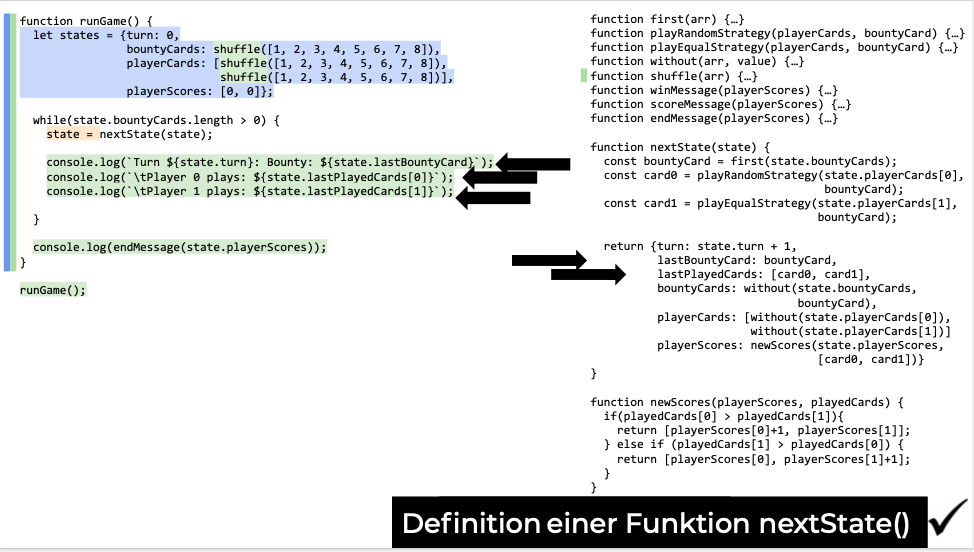 function runGame() {
let states = {turn: 0,
bountyCards: shuffle([1, 2, 3, 4, 5, 6, 7, 8]),
playerCards: [shuffle([1, 2, 3, 4, 5, 6, 7, 8]),
shuffle([1, 2, 3, 4, 5, 6, 7, 8])],
playerScores: [0, 0]};
while(state.bountyCards.length > 0) {
state = nextState(state);
console.log(`Turn ${state.turn}: Bounty: ${state.lastBountyCard}`);
console.log(`\tPlayer 0 plays: ${state.lastPlayedCards[0]}`);
console.log(`\tPlayer 1 plays: ${state.lastPlayedCards[1]}`);
}
console.log(endMessage(state.playerScores));
}
runGame();
function first(arr) {…}
function playRandomStrategy(playerCards, bountyCard) {…}
function playEqualStrategy(playerCards, bountyCard) {…}
function without(arr, value) {…}
function shuffle(arr) {…}
function winMessage(playerScores) {…}
function scoreMessage(playerScores) {…}
function endMessage(playerScores) {…}
function nextState(state) {
const bountyCard = first(state.bountyCards);
const card0 = playRandomStrategy(state.playerCards[0],
bountyCard);
const card1 = playEqualStrategy(state.playerCards[1],
bountyCard);
return {turn: state.turn + 1,
lastBountyCard: bountyCard,
lastPlayedCards: [card0, card1],
bountyCards: without(state.bountyCards,
bountyCard),
playerCards: [without(state.playerCards[0]),
without(state.playerCards[1])]
playerScores: newScores(state.playerScores,
[card0, card1])}
}
function newScores(playerScores, playedCards) {
if(playedCards[0] > playedCards[1]){
return [playerScores[0]+1, playerScores[1]];
} else if (playedCards[1] > playedCards[0]) {
return [playerScores[0], playerScores[1]+1];
}
}
Definition einer Funktion nextState()